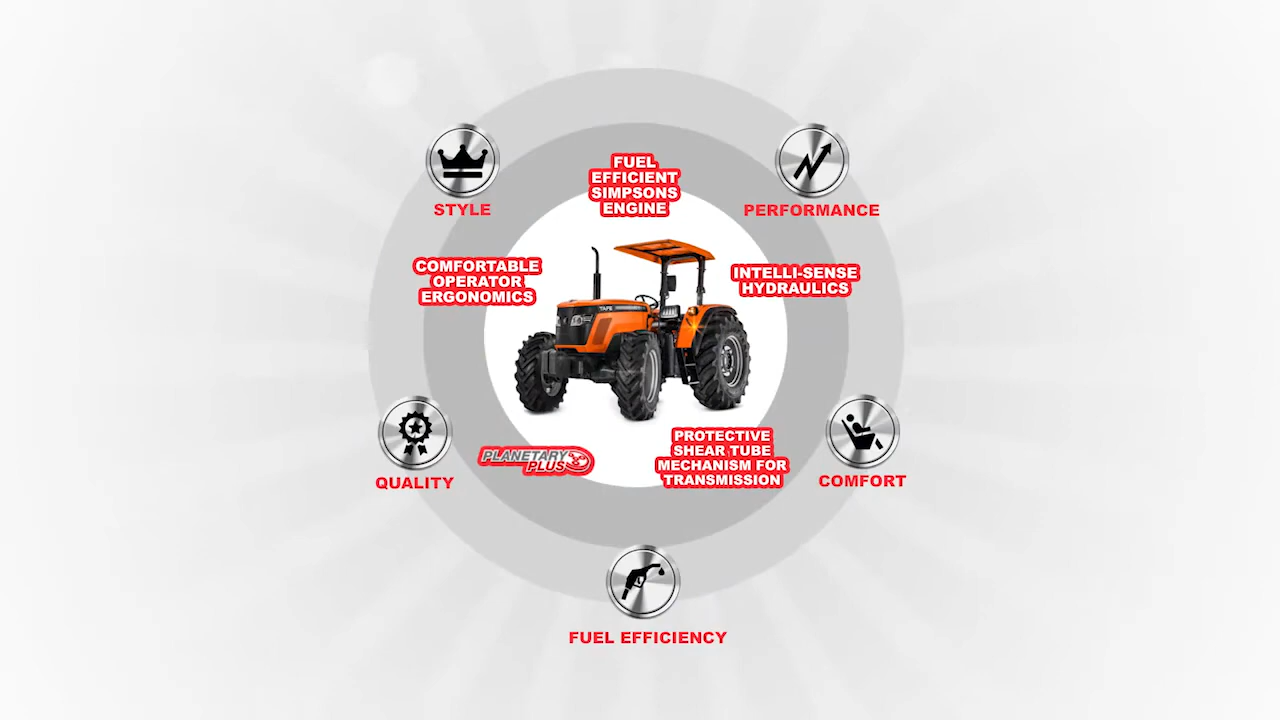 STYLE
FUEL
EFFICIENT
SIMPSONS
ENGINE
PERFORMANCE
COMFORTABLE
OPERATOR
ERGONOMICS
INTELLI-SENSE
HYDRAULICS
TAFE
QUALITY
PLANETARY
PLUS
PROTECTIVE
SHEAR TUBE
MECHANISM FOR
TRANSMISSION
COMFORT
FUEL EFFICIENCY